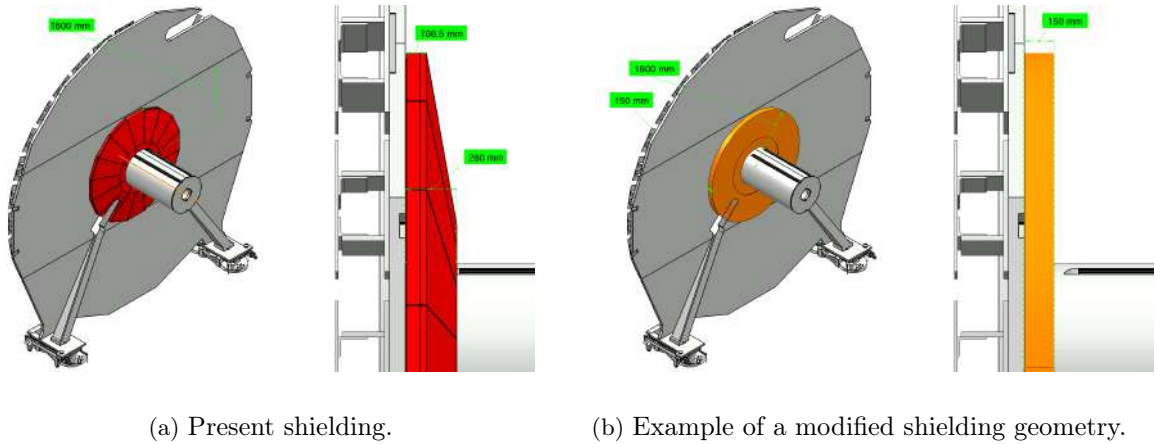 1600 mm
106.5 mm
260 mm
150 mm
1600 mm
150 mm
(a) Present shielding.
(b) Example of a modified shielding geometry.